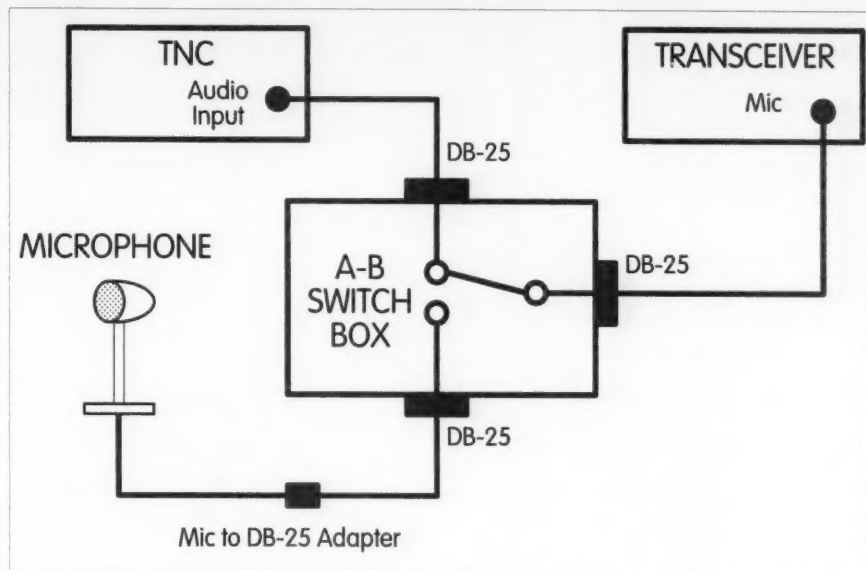 TNC
Audio
Input
TRANSCEIVER
Mic
DB-25
MICROPHONE
A-B
SWITCH
BOX
DB-25
DB-25
Mic to DB-25 Adapter